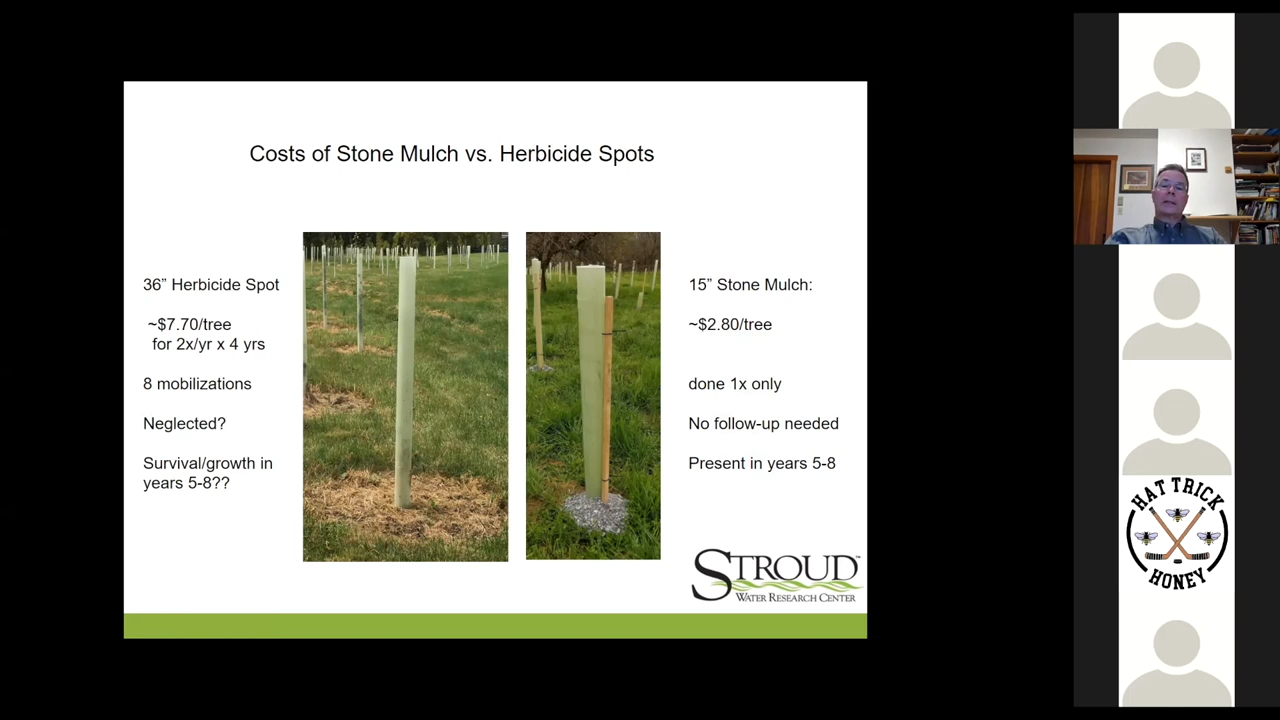 Costs of Stone Mulch vs. Herbicide Spots
36” Herbicide Spot
~$7.70/tree
for 2x/yr x 4 yrs
8 mobilizations
Neglected?
Survival/growth in
years 5-8??
15” Stone Mulch:
~$2.80/tree
done 1x only
No follow-up needed
Present in years 5-8
STROUD™
WATER RESEARCH CENTER
HAT TRICK
HONEY